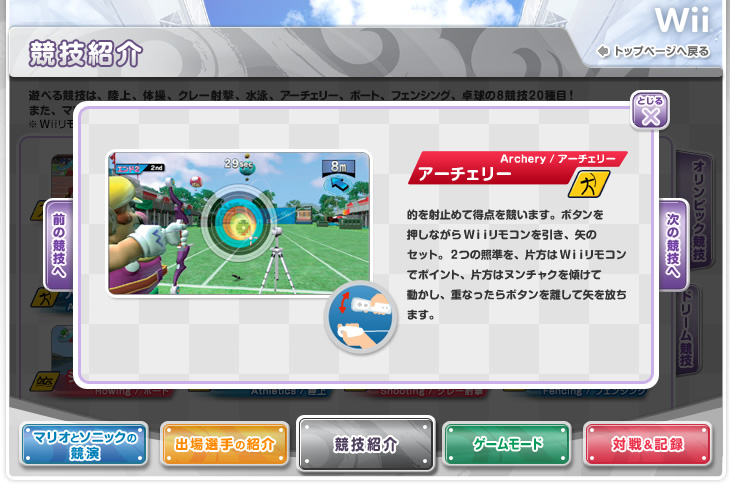 Wii
競技紹介
トップページへ戻る
遊べる競技は、陸上、体操、クレー射撃、水泳、アーチェリー、ボート、フェンシング、卓球の8競技20種目!
また、マ
※Wiiリモ
とじる
2nd
29sec
8m
Archery / アーチェリー
アーチェリー
的を射止めて得点を競います。ボタンを
押しながらWiiリモコンを引き、矢の
セット。2つの照準を、片方はWiiリモコン
でポイント、片方はヌンチャクを傾けて
動かし、重なったらボタンを離して矢を放ち
ます。
前の競技へ
次の競技へ
オリンピック競技
ドリーム競技
Rowing / ボート
Athletics / 陸上
Shooting / クレー射撃
Fencing / フェンシング
マリオとソニックの
競演
出場選手の紹介
競技紹介
ゲームモード
対戦&記録